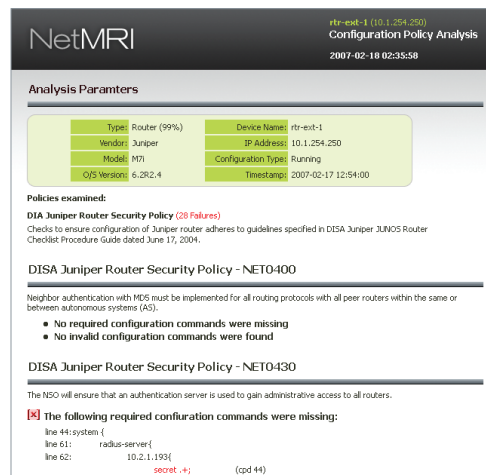 NetMRI
rtr-ext-1 (10.1.254.250)
Configuration Policy Analysis
2007-02-18 02:35:58
Analysis Paramters
Type: Router (99%) Device Name: rtr-ext-1
Vendor: Juniper IP Address: 10.1.254.250
Model: M7i Configuration Type: Running
O/S Version: 6.2R2.4 Timestamp: 2007-02-17 12:54:00
Policies examined:
DIA Juniper Router Security Policy (28 Failures)
Checks to ensure configuration of Juniper router adheres to guidelines specified in DISA Juniper JUNOS Router
Checklist Procedure Guide dated June 17, 2004.
DISA Juniper Router Security Policy - NET0400
Neighbor authentication with MD5 must be implemented for all routing protocols with all peer routers within the same or
between autonomous systems (AS).
• No required configuration commands were missing
• No invalid configuration commands were found
DISA Juniper Router Security Policy - NET0430
The NSO will ensure that an authentication server is used to gain administrative access to all routers.
[x] The following required confiuration commands were missing:
line 44: system {
line 61: radius-server{
line 62: 10.2.1.193{
secret .+; (cpd 44)